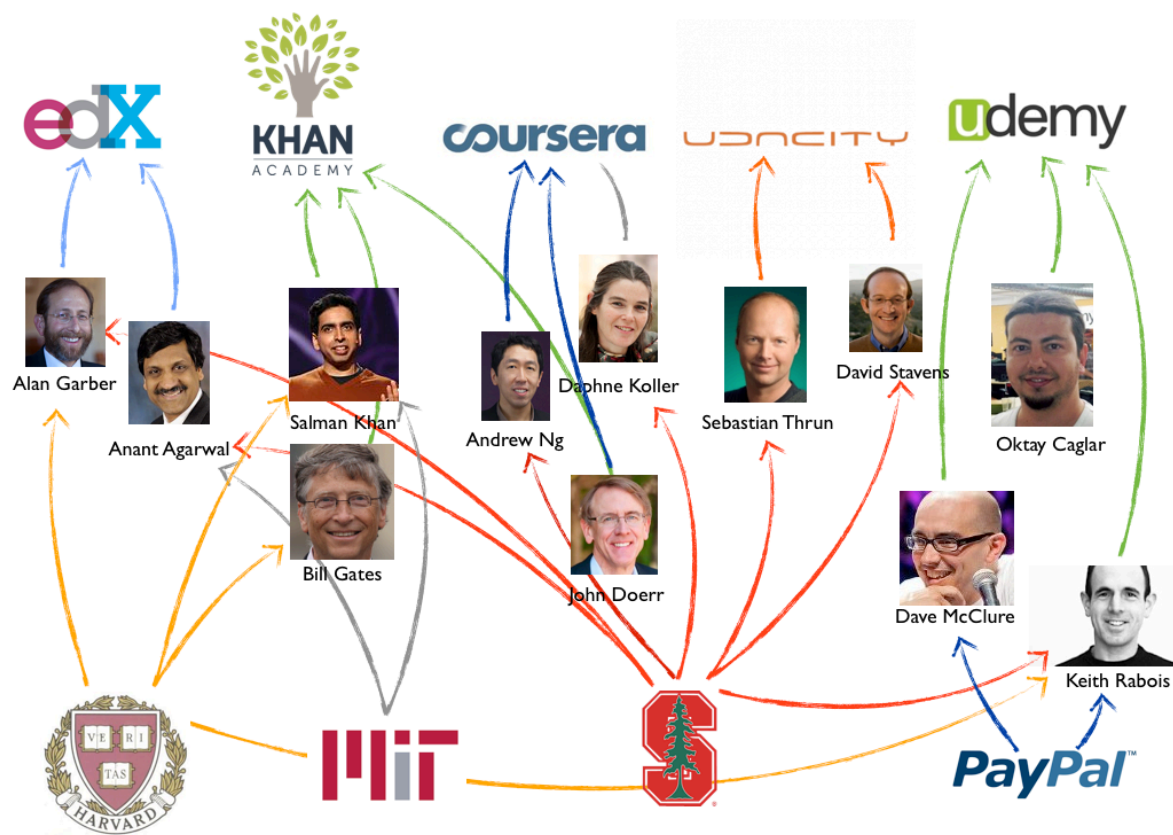 edX
KHAN
ACADEMY
coursera
UDACITY
udemy
Alan Garber
Anant Agarwal
Salman Khan
Bill Gates
Andrew Ng
Daphne Koller
John Doerr
Sebastian Thrun
David Stavens
Oktay Caglar
Dave McClure
Keith Rabois
VE RI
TAS
HARVARD
MiT
S
®
PayPal™